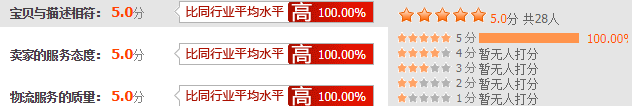 宝贝与描述相符: 5.0分 比同行业平均水平 高 100.00%
卖家的服务态度: 5.0分 比同行业平均水平 高 100.00%
物流服务的质量: 5.0分 比同行业平均水平 高 100.00%
5.0分 共28人
5 分 100.00%
4 分 暂无人打分
3 分 暂无人打分
2 分 暂无人打分
1 分 暂无人打分